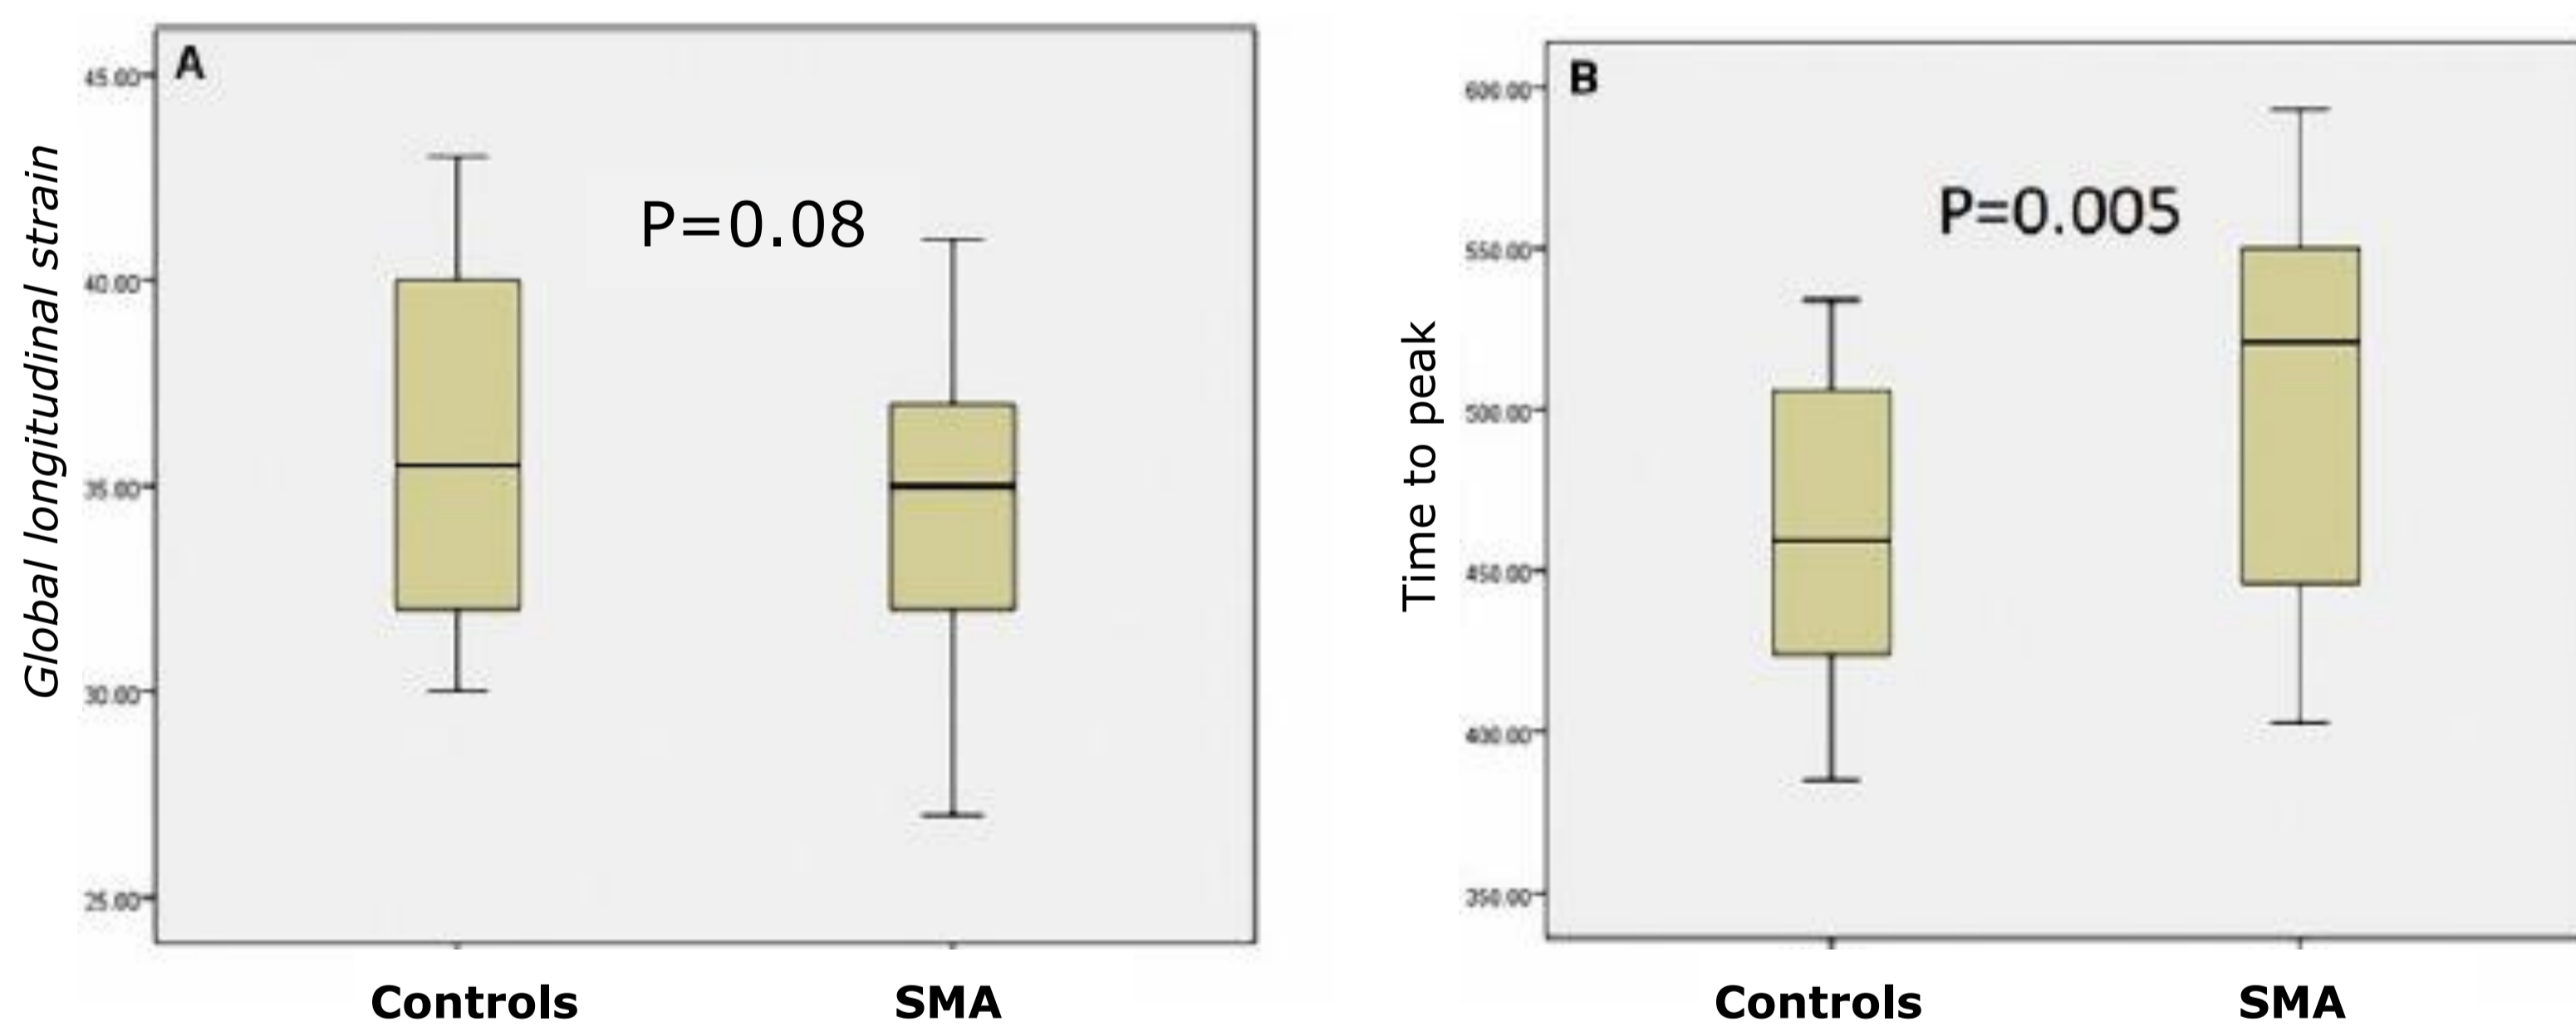 A
45.00
40.00
35.00
30.00
25.00
Global longitudinal strain
P=0.08
Controls
SMA
B
600.00
550.00
500.00
450.00
400.00
350.00
Time to peak
P=0.005
Controls
SMA